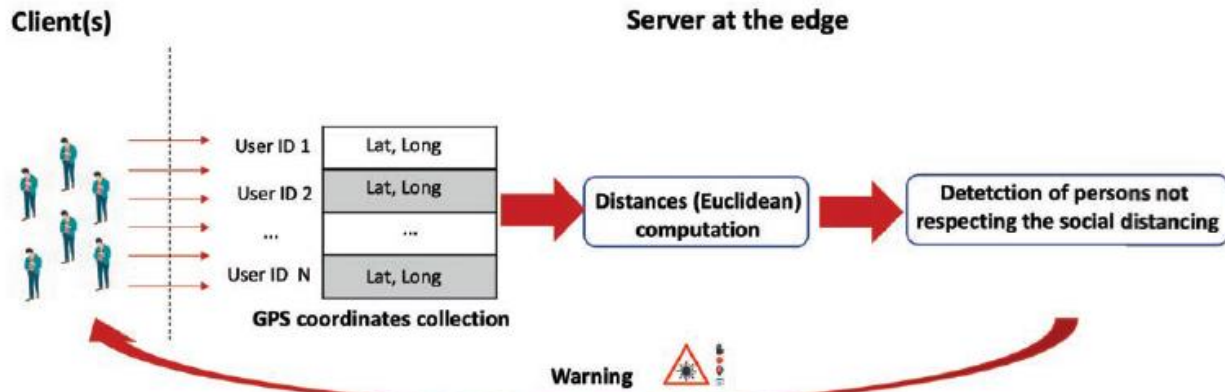 Client(s)
Server at the edge
User ID 1
Lat, Long
User ID 2
Lat, Long
...
...
User ID N
Lat, Long
GPS coordinates collection
Distances (Euclidean)
computation
Detetction of persons not
respecting the social distancing
Warning